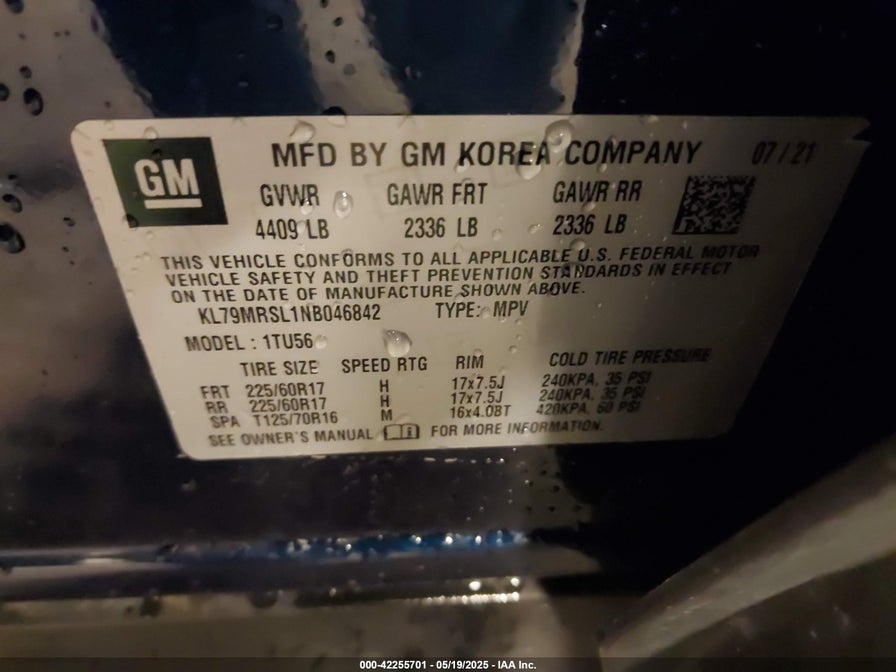 GM
MFD BY GM KOREA COMPANY 07/21
GVWR GAWR FRT GAWR RR
4409 LB 2336 LB 2336 LB
THIS VEHICLE CONFORMS TO ALL APPLICABLE U.S. FEDERAL MOTOR
VEHICLE SAFETY AND THEFT PREVENTION STANDARDS IN EFFECT
ON THE DATE OF MANUFACTURE SHOWN ABOVE.
KL79MRSL1NB046842 TYPE: MPV
MODEL : 1TU56
TIRE SIZE SPEED RTG RIM COLD TIRE PRESSURE
FRT 225/60R17 H 17x7.5J 240KPA, 35 PSI
RR 225/60R17 H 17x7.5J 240KPA, 35 PSI
SPA T125/70R16 M 16x4.0BT 420KPA, 60 PSI
SEE OWNER'S MANUAL FOR MORE INFORMATION.
000-42255701 - 05/19/2025 - IAA Inc.